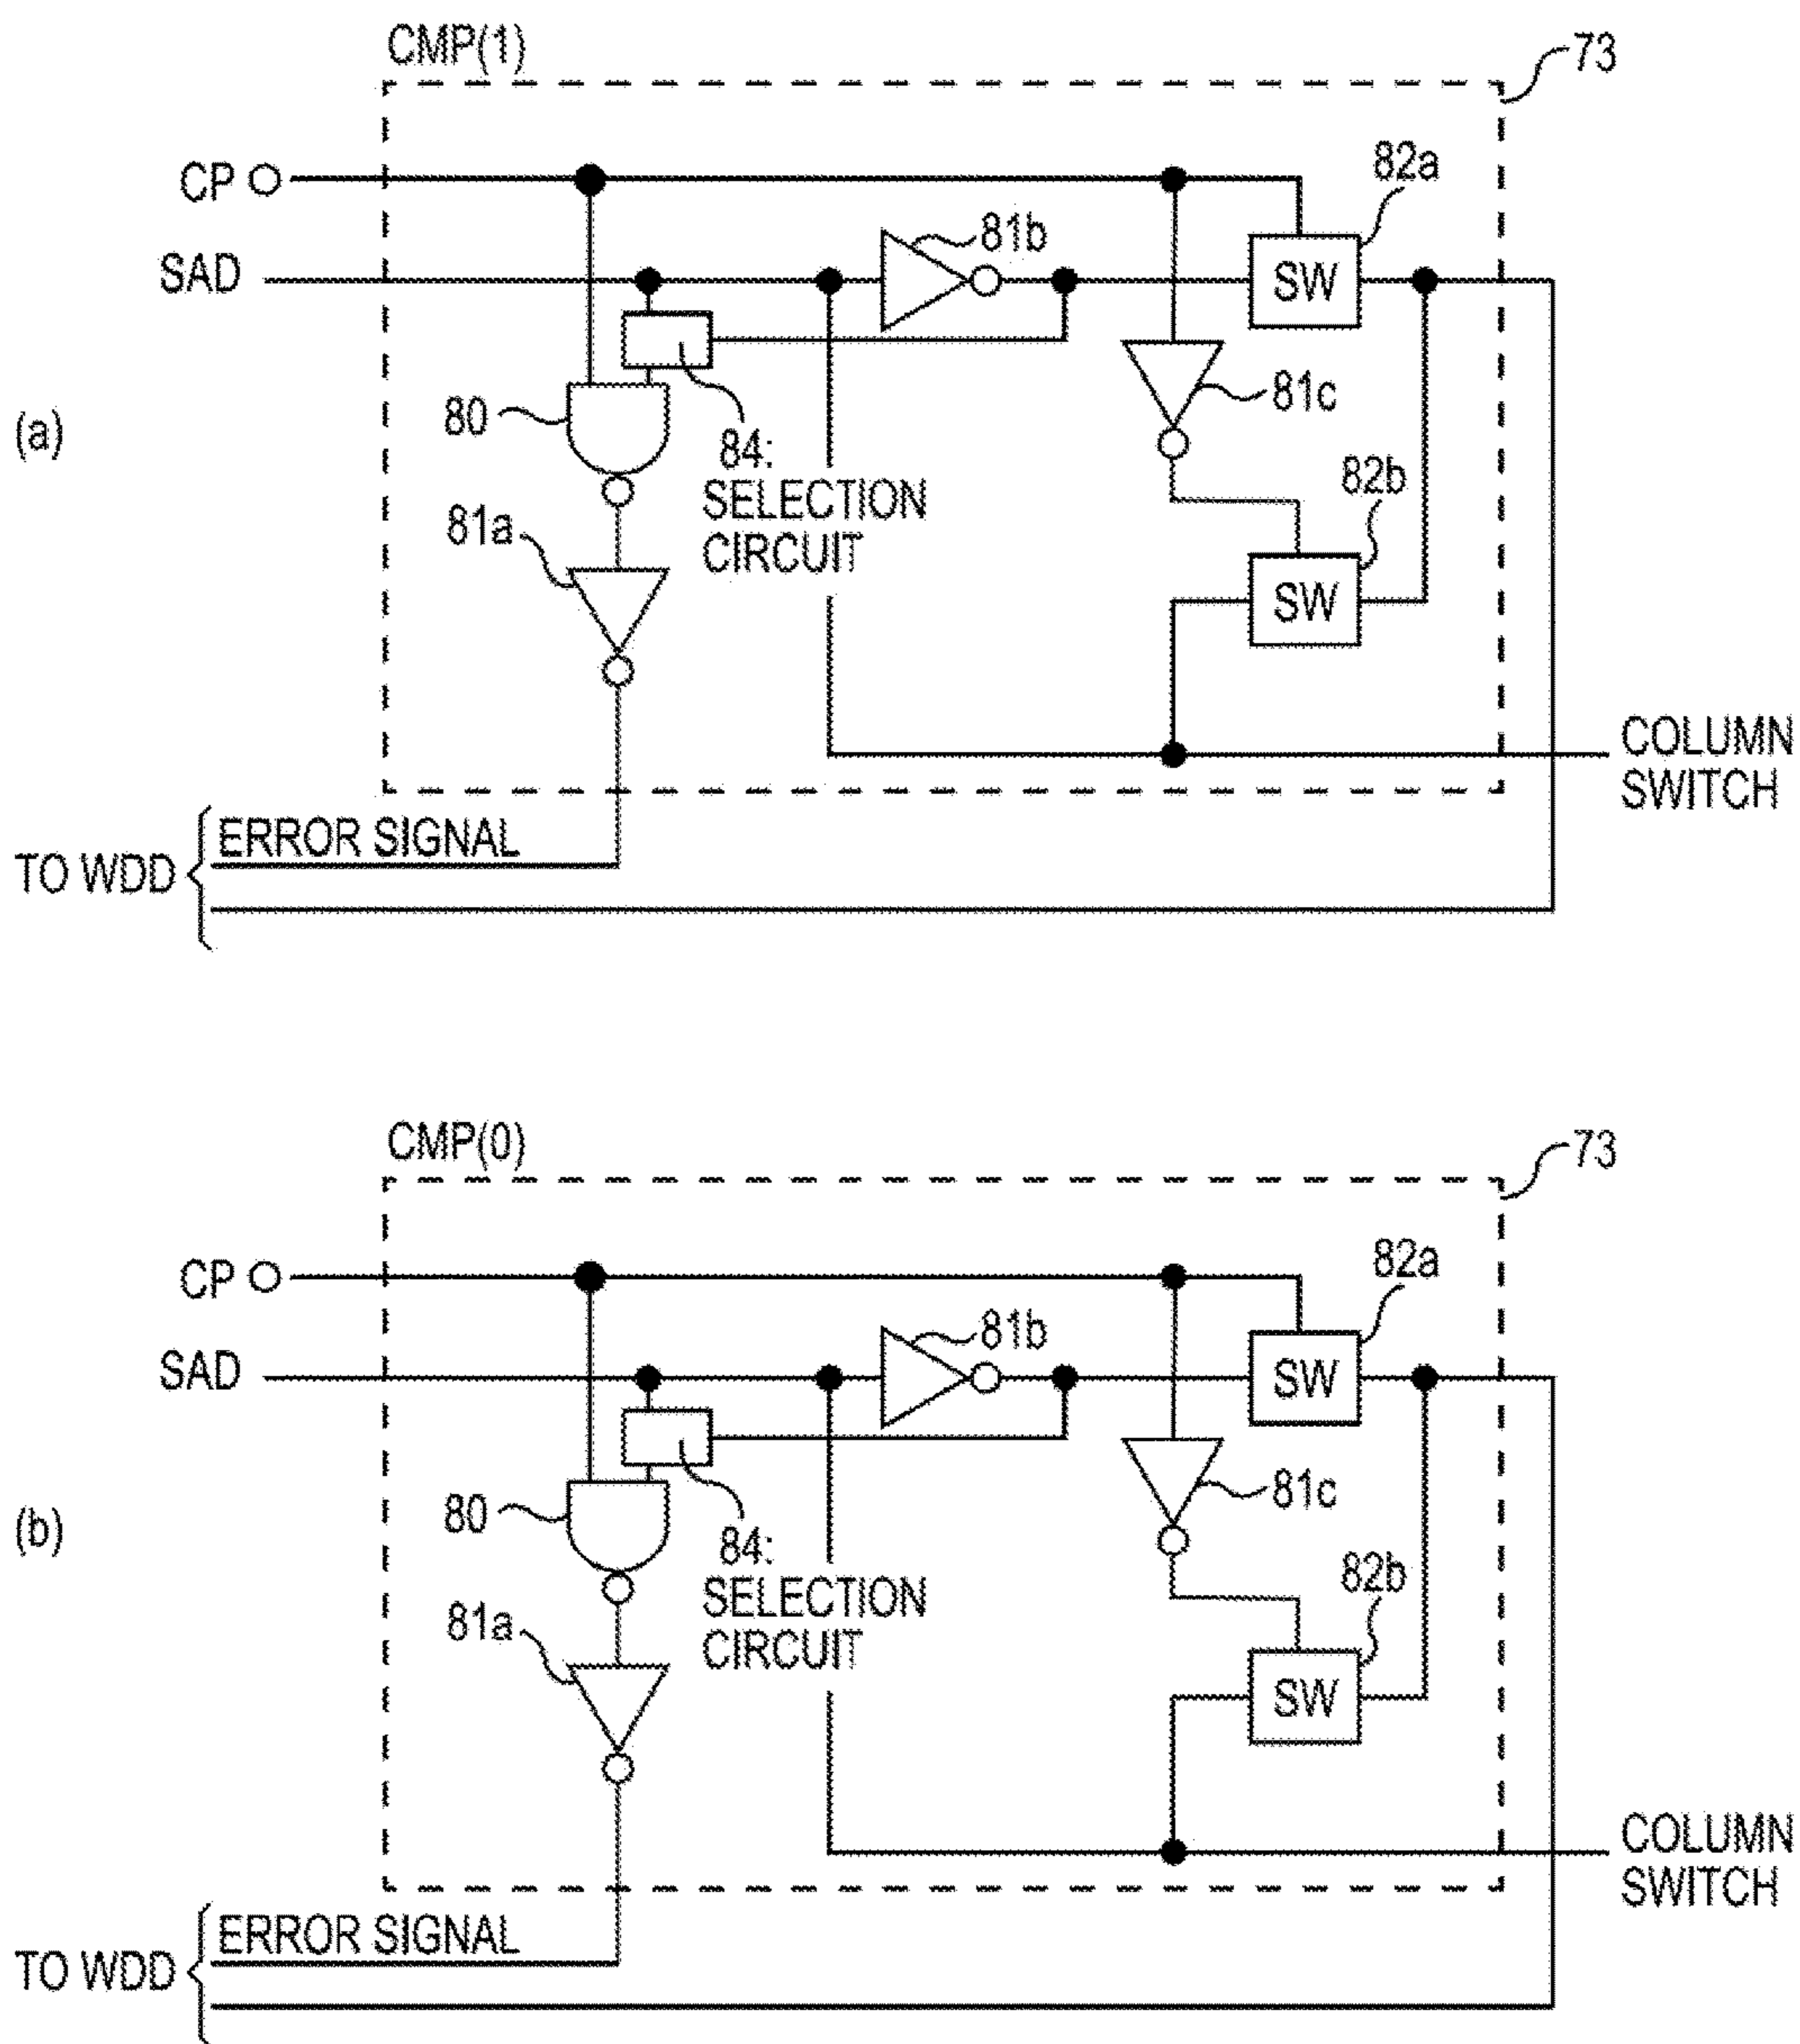 CMP(1)
73
CP
82a
SAD
81b
SW
80
81c
(a)
84:
SELECTION
CIRCUIT
82b
81a
SW
COLUMN
SWITCH
ERROR SIGNAL
TO WDD
CMP(0)
73
CP
82a
SAD
81b
SW
80
81c
(b)
84:
SELECTION
CIRCUIT
82b
81a
SW
COLUMN
SWITCH
ERROR SIGNAL
TO WDD